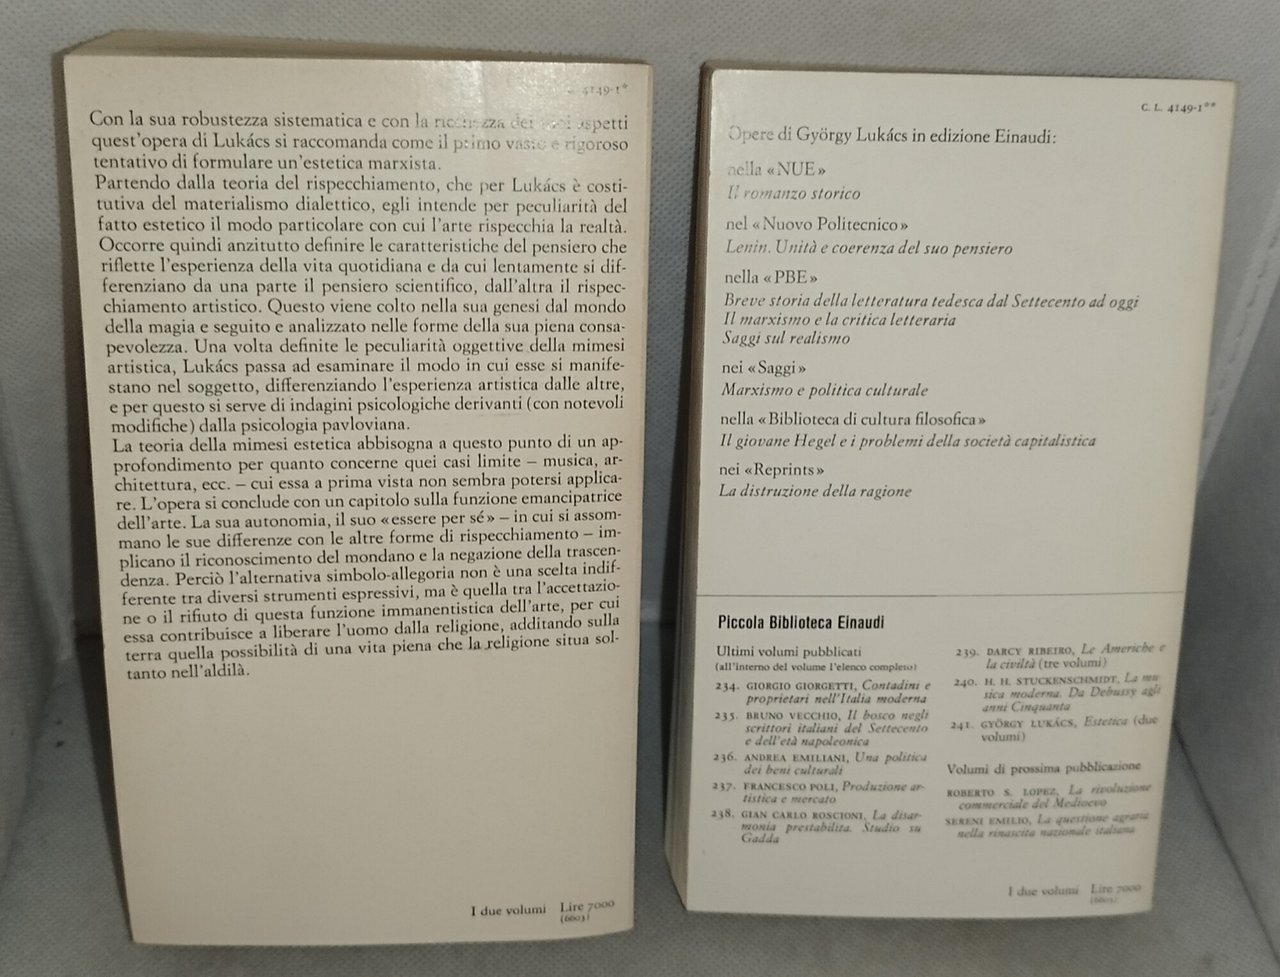 4149-1*
Con la sua robustezza sistematica e con la ricchezza dei suoi aspetti
quest'opera di Lukács si raccomanda come il primo vasto e rigoroso
tentativo di formulare un'estetica marxista.
Partendo dalla teoria del rispecchiamento, che per Lukács è costi-
tutiva del materialismo dialettico, egli intende per peculiarità del
fatto estetico il modo particolare con cui l'arte rispecchia la realtà.
Occorre quindi anzitutto definire le caratteristiche del pensiero che
riflette l'esperienza della vita quotidiana e da cui lentamente si dif-
ferenziano da una parte il pensiero scientifico, dall'altra il rispec-
chiamento artistico. Questo viene colto nella sua genesi dal mondo
della magia e seguito e analizzato nelle forme della sua piena consa-
pevolezza. Una volta definite le peculiarità oggettive della mimesi
artistica, Lukács passa ad esaminare il modo in cui esse si manife-
stano nel soggetto, differenziando l'esperienza artistica dalle altre,
e per questo si serve di indagini psicologiche derivanti (con notevoli
modifiche) dalla psicologia pavloviana.
La teoria della mimesi estetica abbisogna a questo punto di un ap-
profondimento per quanto concerne quei casi limite – musica, ar-
chitettura, ecc. – cui essa a prima vista non sembra potersi applica-
re. L'opera si conclude con un capitolo sulla funzione emancipatrice
dell'arte. La sua autonomia, il suo «essere per sé» – in cui si assom-
mano le sue differenze con le altre forme di rispecchiamento – im-
plicano il riconoscimento del mondano e la negazione della trascen-
denza. Perciò l'alternativa simbolo-allegoria non è una scelta indif-
ferente tra diversi strumenti espressivi, ma è quella tra l'accettazio-
ne o il rifiuto di questa funzione immanentistica dell'arte, per cui
essa contribuisce a liberare l'uomo dalla religione, additando sulla
terra quella possibilità di una vita piena che la religione situa sol-
tanto nell'aldilà.
I due volumi Lire 7000
(6603)
C. L. 4149-1**
Opere di György Lukács in edizione Einaudi:
nella «NUE»
Il romanzo storico
nel «Nuovo Politecnico»
Lenin. Unità e coerenza del suo pensiero
nella «PBE»
Breve storia della letteratura tedesca dal Settecento ad oggi
Il marxismo e la critica letteraria
Saggi sul realismo
nei «Saggi»
Marxismo e politica culturale
nella «Biblioteca di cultura filosofica»
Il giovane Hegel e i problemi della società capitalistica
nei «Reprints»
La distruzione della ragione
Piccola Biblioteca Einaudi
Ultimi volumi pubblicati
(all'interno del volume l'elenco completo)
234. GIORGIO GIORGETTI, Contadini e
proprietari nell'Italia moderna
235. BRUNO VECCHIO, Il bosco negli
scrittori italiani del Settecento
e dell'età napoleonica
236. ANDREA EMILIANI, Una politica
dei beni culturali
237. FRANCESCO POLI, Produzione ar-
tistica e mercato
238. GIAN CARLO ROSCIONI, La disar-
monia prestabilita. Studio su
Gadda
239. DARCY RIBEIRO, Le Americhe e
la civiltà (tre volumi)
240. H. H. STUCKENSCHMIDT, La mu-
sica moderna. Da Debussy agli
anni Cinquanta
241. GYÖRGY LUKÁCS, Estetica (due
volumi)
Volumi di prossima pubblicazione
ROBERTO S. LOPEZ, La rivoluzione
commerciale del Medioevo
SERENI EMILIO, La questione agraria
nella rinascita nazionale italiana
I due volumi Lire 7000
(6603)